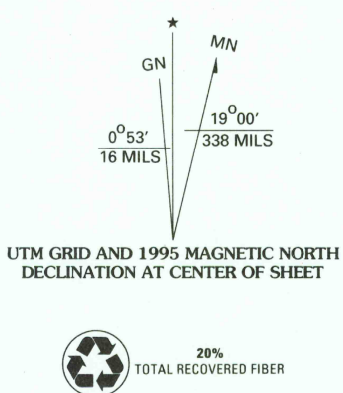 ★
GN
MN
0°53′
16 MILS
19°00′
338 MILS
UTM GRID AND 1995 MAGNETIC NORTH
DECLINATION AT CENTER OF SHEET
20%
TOTAL RECOVERED FIBER